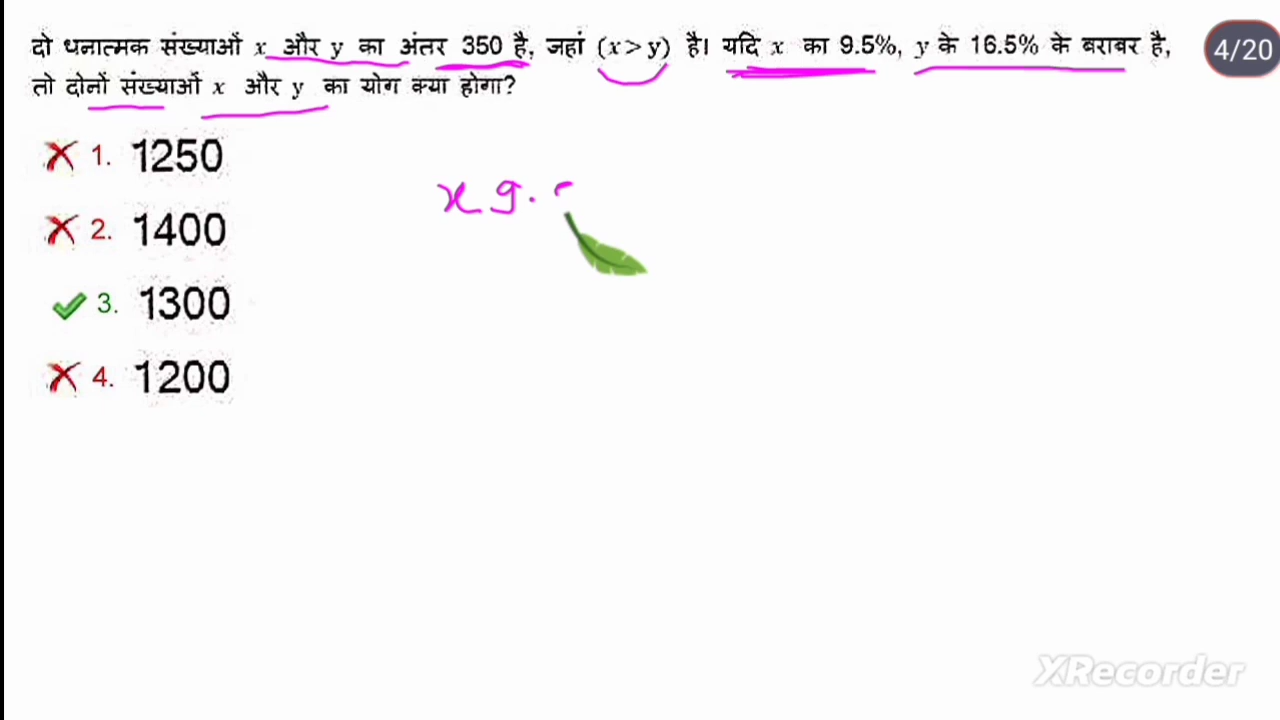 दो धनात्मक संख्याओं x और y का अंतर 350 है, जहां (x > y) है। यदि x का 9.5%, y के 16.5% के बराबर है,
तो दोनों संख्याओं x और y का योग क्या होगा?
4/20
1. 1250
2. 1400
3. 1300
4. 1200
x 9.
XRecorder